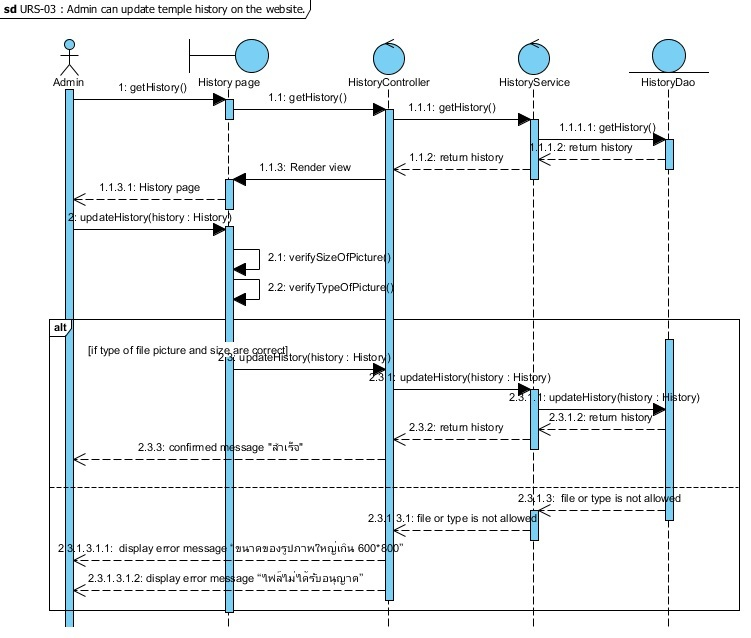 sd URS-03 : Admin can update temple history on the website.
Admin
History page
HistoryController
HistoryService
HistoryDao
1: getHistory()
1.1: getHistory()
1.1.1: getHistory()
1.1.1.1: getHistory()
1.1.1.2: return history
1.1.2: return history
1.1.3: Render view
1.1.3.1: History page
2: updateHistory(history : History)
2.1: verifySizeOfPicture()
2.2: verifyTypeOfPicture()
alt
[if type of file picture and size are correct]
2.3: updateHistory(history : History)
2.3.1: updateHistory(history : History)
2.3.1.1: updateHistory(history : History)
2.3.1.2: return history
2.3.2: return history
2.3.3: confirmed message "สำเร็จ"
2.3.1.3: file or type is not allowed
2.3.1.3.1: file or type is not allowed
2.3.1.3.1.1: display error message "ขนาดของรูปภาพใหญ่เกิน 600*800"
2.3.1.3.1.2: display error message "ไฟล์ไม่ได้รับอนุญาต"